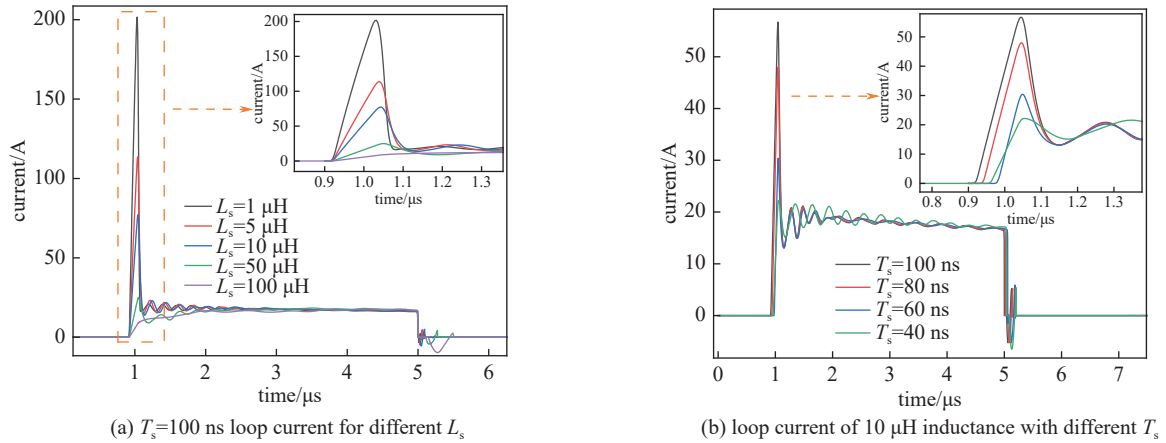 200
150
100
50
0
current/A
1
2
3
4
5
6
time/μs
200
150
100
50
0
current/A
0.9
1.0
1.1
1.2
1.3
time/μs
Ls=1 μH
Ls=5 μH
Ls=10 μH
Ls=50 μH
Ls=100 μH
(a) Ts=100 ns loop current for different Ls
50
40
30
20
10
0
current/A
0
1
2
3
4
5
6
7
time/μs
50
40
30
20
10
0
current/A
0.8
0.9
1.0
1.1
1.2
1.3
time/μs
Ts=100 ns
Ts=80 ns
Ts=60 ns
Ts=40 ns
(b) loop current of 10 μH inductance with different Ts